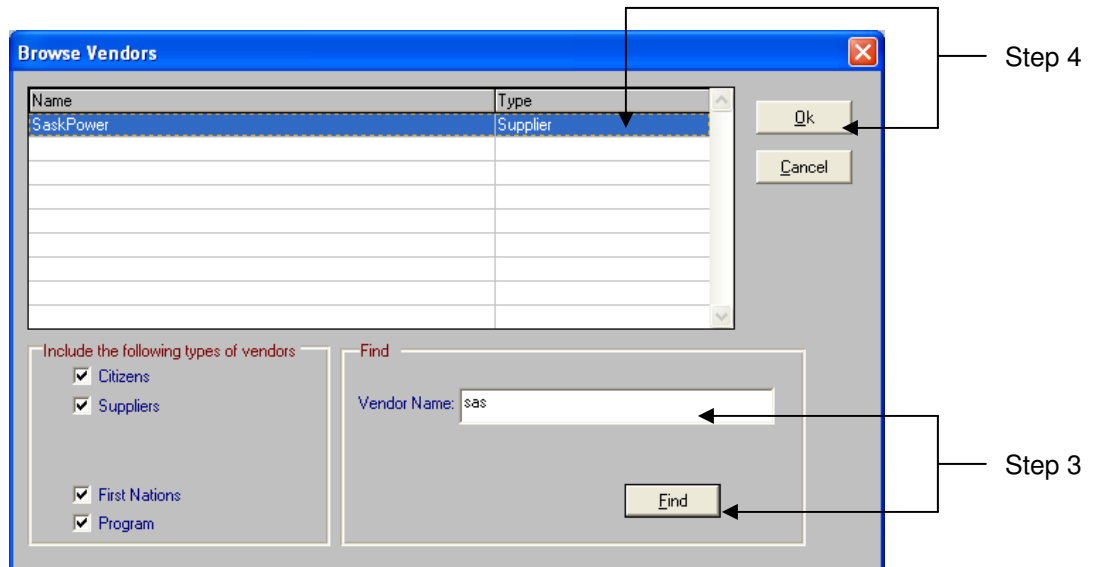 Browse Vendors
Step 4
Name Type
SaskPower Supplier
Ok
Cancel
Include the following types of vendors
Citizens
Suppliers
First Nations
Program
Find
Vendor Name: sas
Find
Step 3